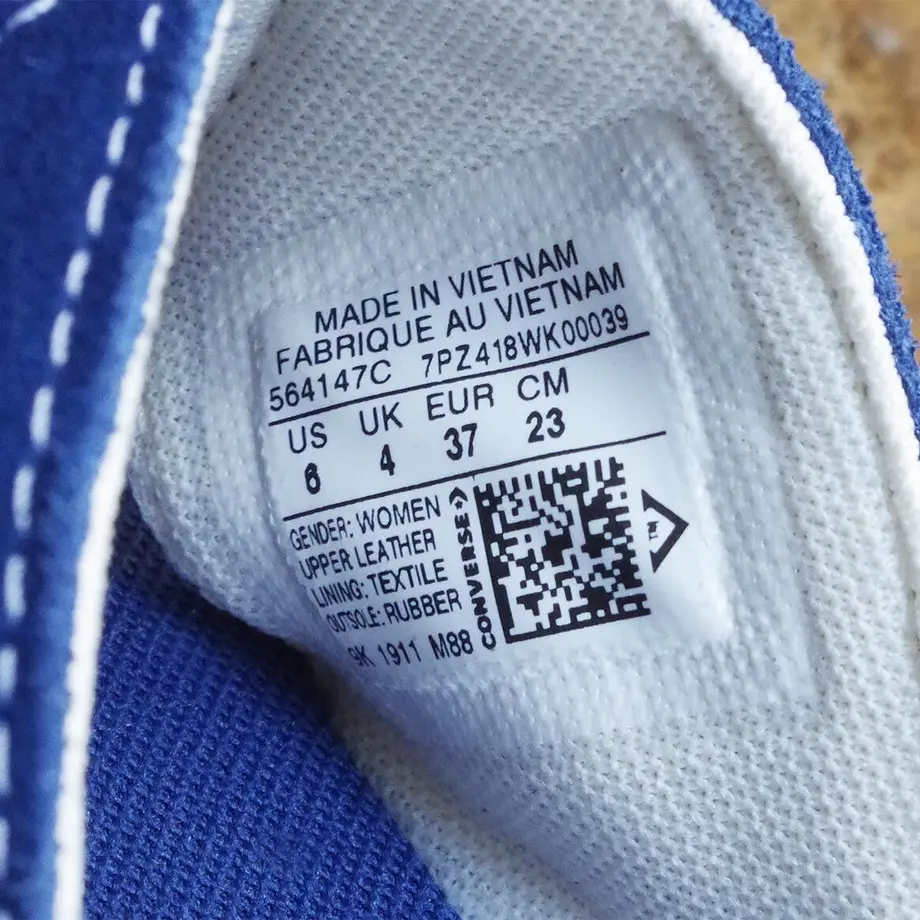 MADE IN VIETNAM
FABRIQUE AU VIETNAM
564147C 7PZ418WK00039
US UK EUR CM
6 4 37 23
GENDER: WOMEN
UPPER LEATHER
LINING: TEXTILE
OUTSOLE: RUBBER
9K 1911 M88
CONVERSE